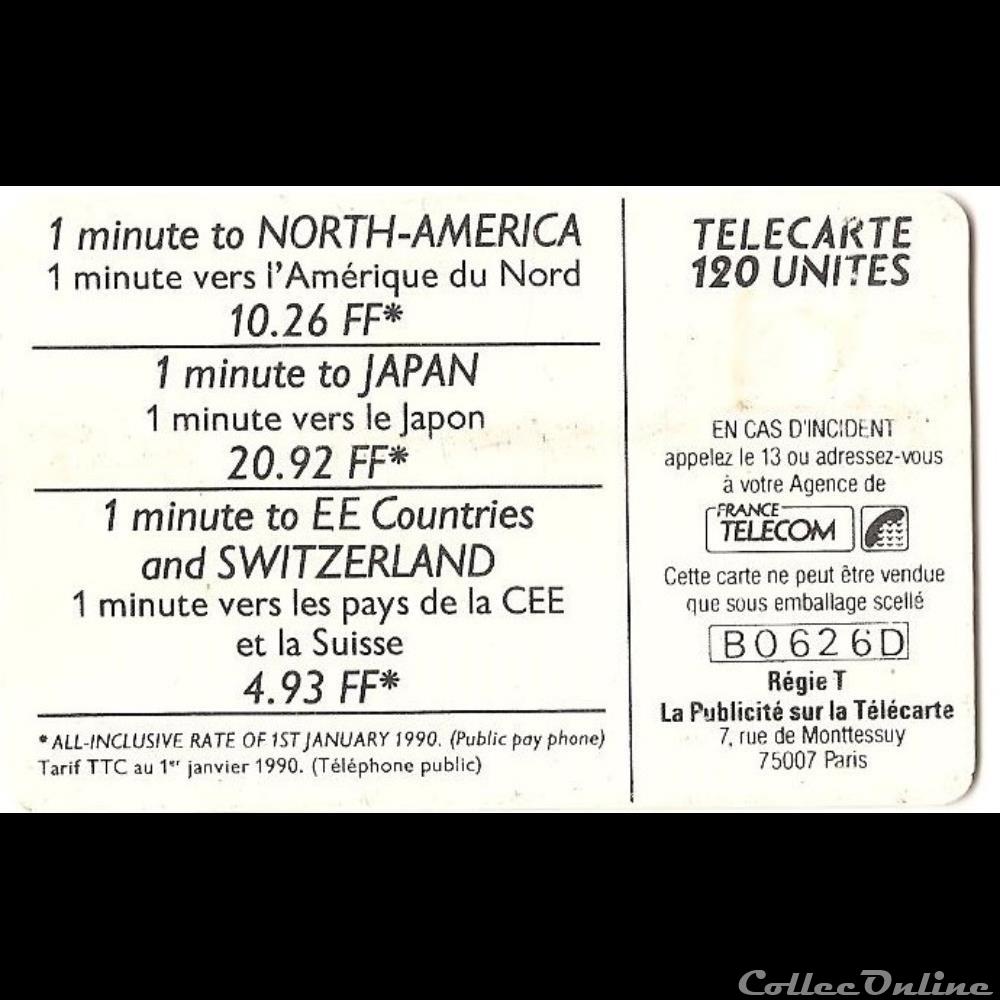 1 minute to NORTH-AMERICA
1 minute vers l'Amérique du Nord
10.26 FF*
1 minute to JAPAN
1 minute vers le Japon
20.92 FF*
1 minute to EE Countries
and SWITZERLAND
1 minute vers les pays de la CEE
et la Suisse
4.93 FF*
* ALL-INCLUSIVE RATE OF 1ST JANUARY 1990. (Public pay phone)
Tarif TTC au 1er janvier 1990. (Téléphone public)
TELECARTE
120 UNITES
EN CAS D'INCIDENT
appelez le 13 ou adressez-vous
à votre Agence de
FRANCE
TELECOM
Cette carte ne peut être vendue
que sous emballage scellé
B0626D
Régie T
La Publicité sur la Télécarte
7, rue de Monttessuy
75007 Paris
CollecOnline